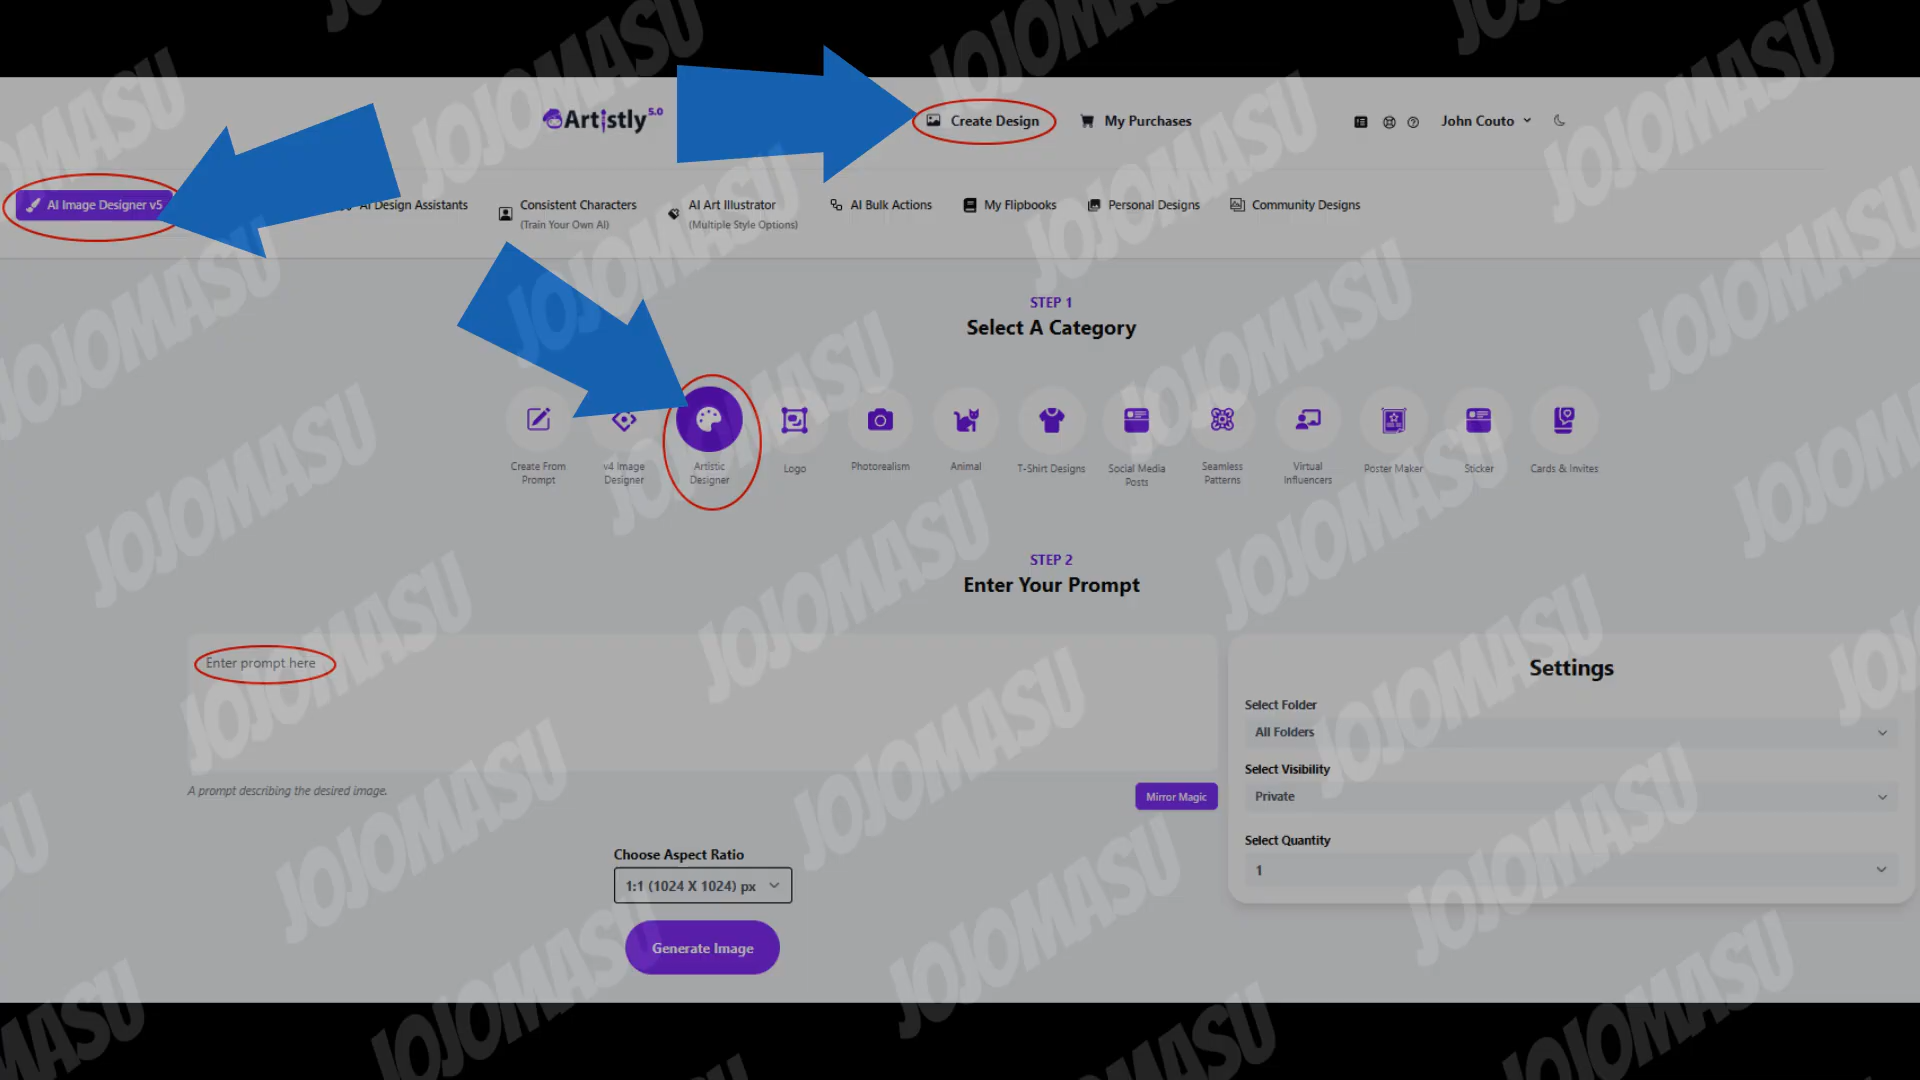 Artistly 5.0
Create Design
My Purchases
John Couto
AI Image Designer v5
AI Design Assistants
Consistent Characters
(Train Your Own AI)
AI Art Illustrator
(Multiple Style Options)
AI Bulk Actions
My Flipbooks
Personal Designs
Community Designs
STEP 1
Select A Category
Create From
Prompt
v4 Image
Designer
Artistic
Designer
Logo
Photorealism
Animal
T-Shirt Designs
Social Media
Posts
Seamless
Patterns
Virtual
Influencers
Poster Maker
Sticker
Cards & Invites
STEP 2
Enter Your Prompt
Enter prompt here
A prompt describing the desired image.
Mirror Magic
Choose Aspect Ratio
1:1 (1024 X 1024) px
Generate Image
Settings
Select Folder
All Folders
Select Visibility
Private
Select Quantity
1
JOJOMASU